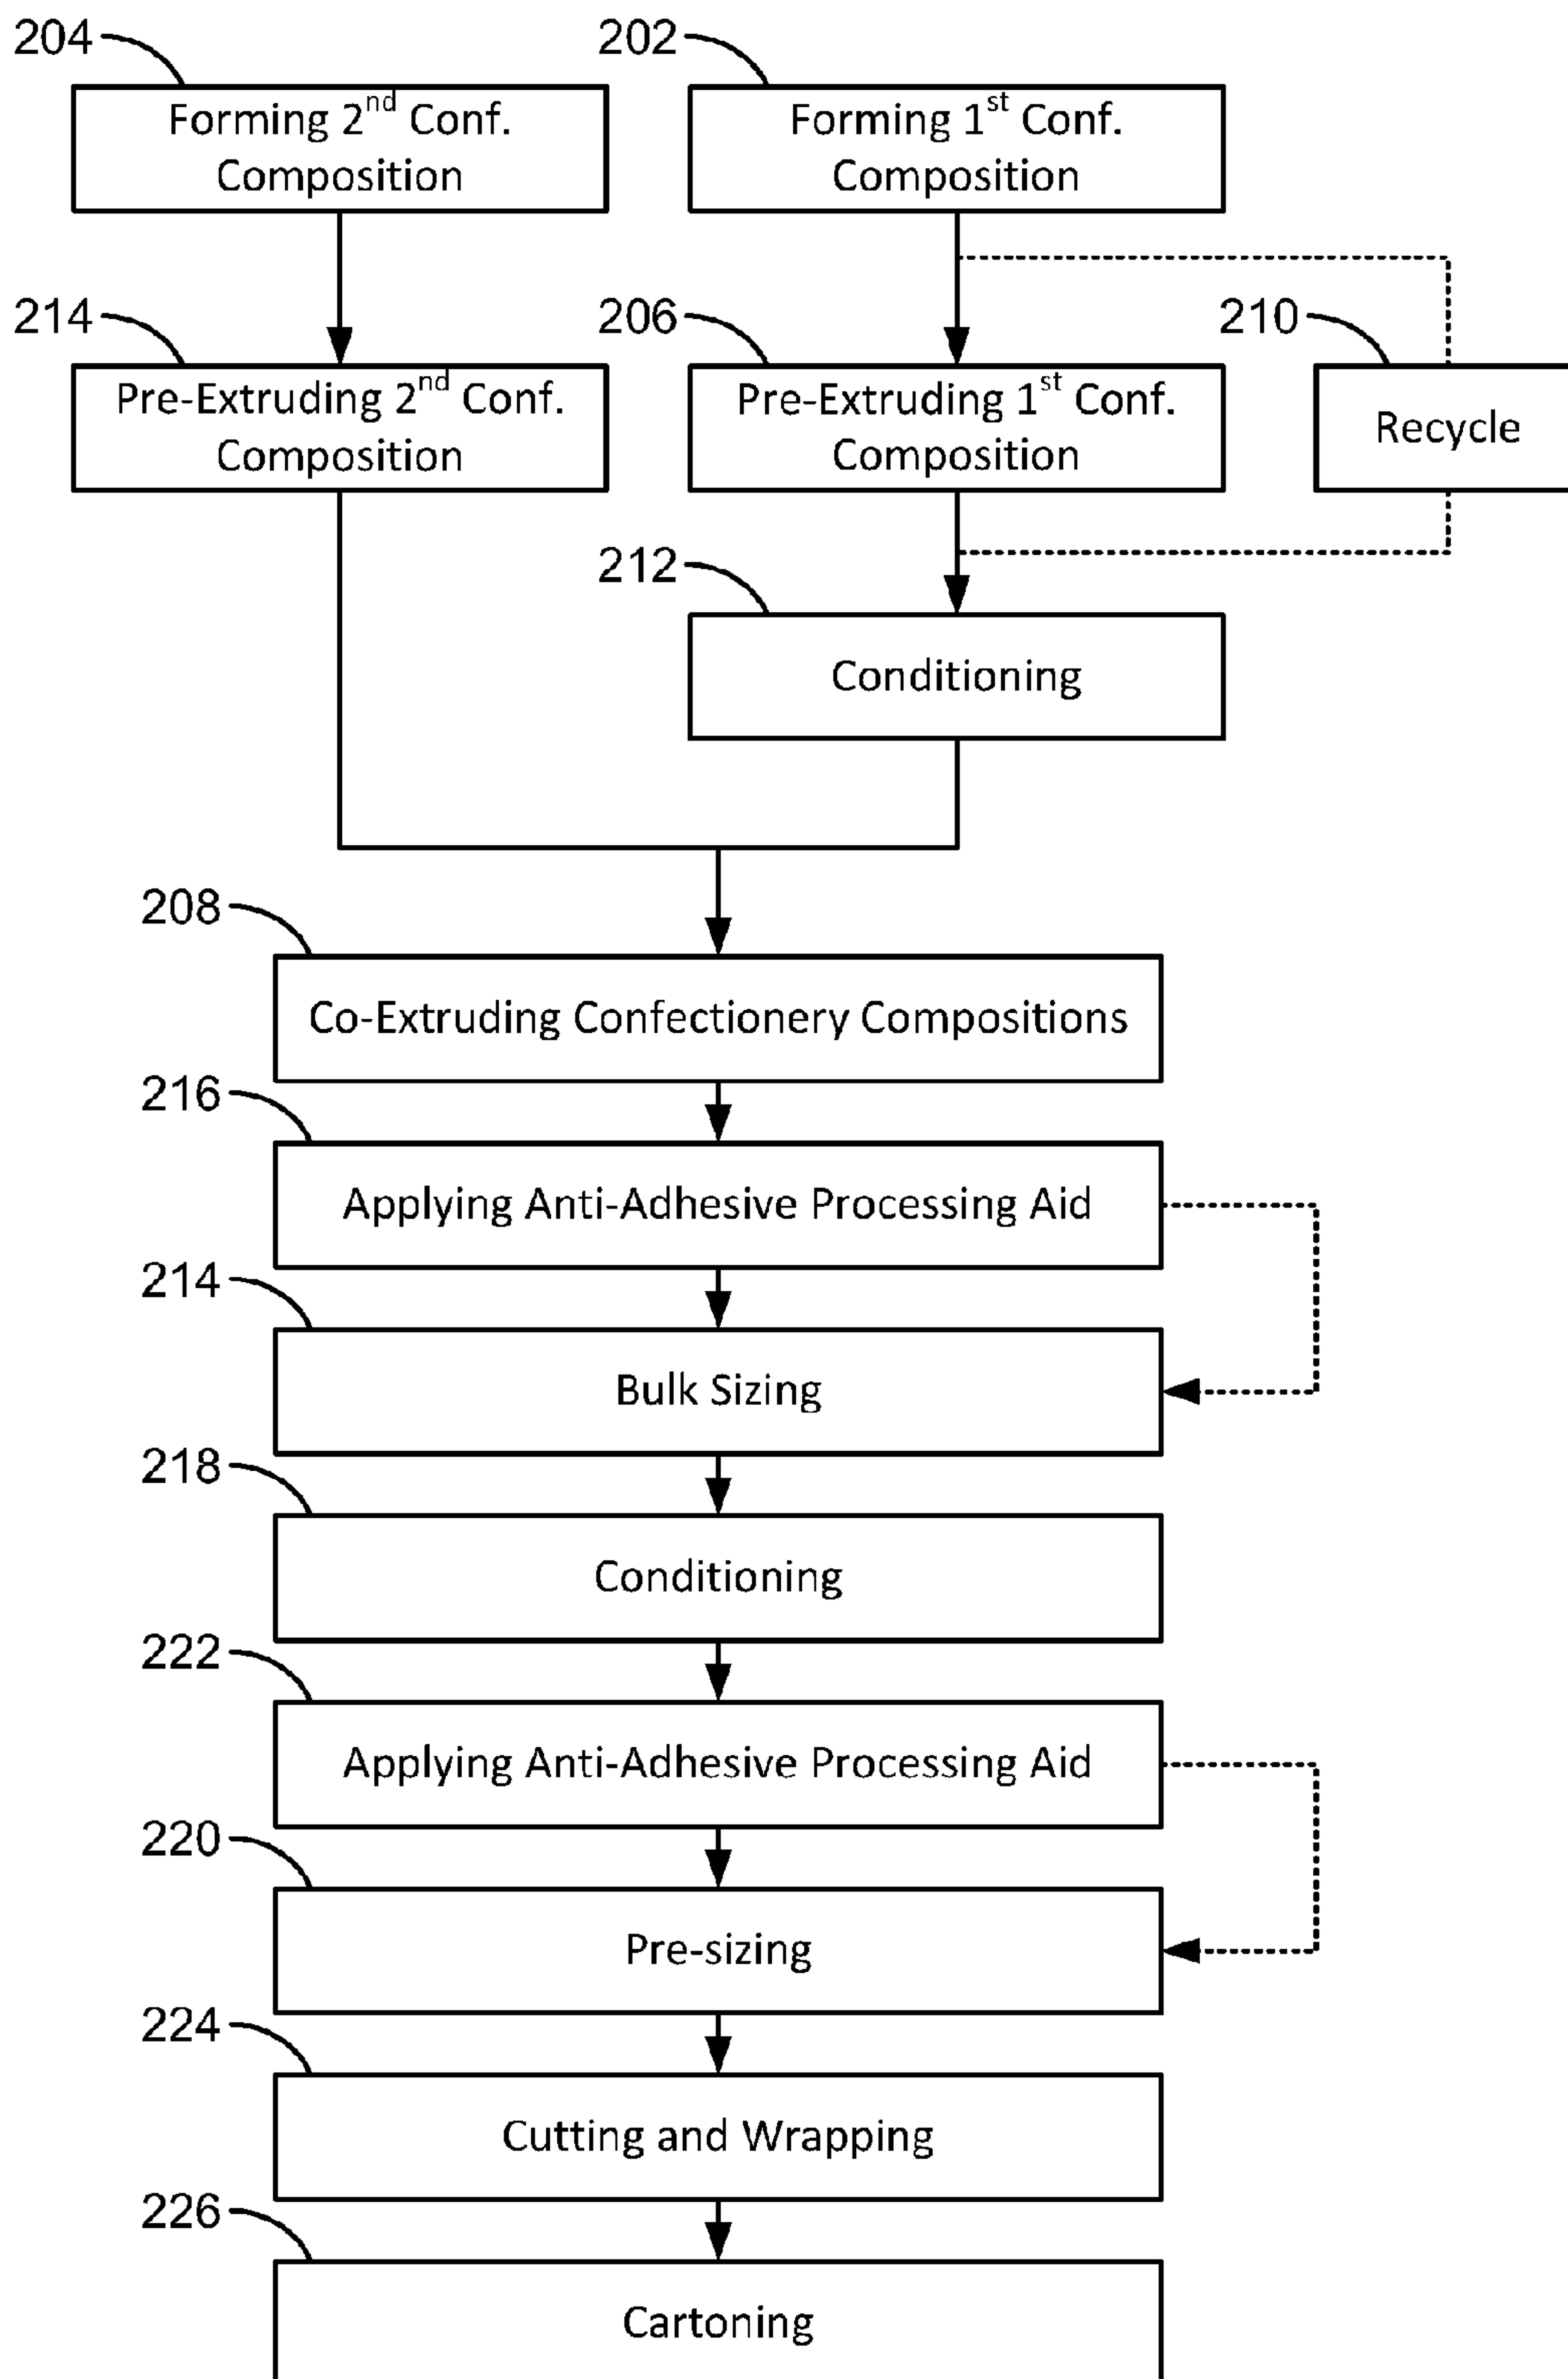 204
202
Forming 2nd Conf.
Composition
Forming 1st Conf.
Composition
214
206
210
Pre-Extruding 2nd Conf.
Composition
Pre-Extruding 1st Conf.
Composition
Recycle
212
Conditioning
208
Co-Extruding Confectionery Compositions
216
Applying Anti-Adhesive Processing Aid
214
Bulk Sizing
218
Conditioning
222
Applying Anti-Adhesive Processing Aid
220
Pre-sizing
224
Cutting and Wrapping
226
Cartoning